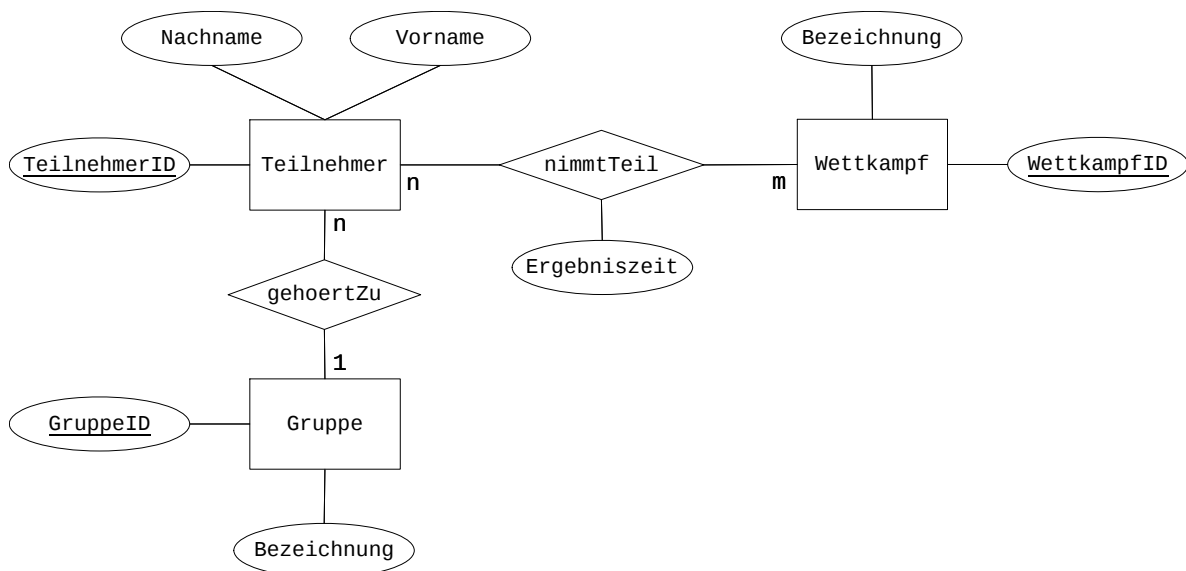 Nachname
Vorname
Bezeichnung
TeilnehmerID
Teilnehmer
n
nimmtTeil
m
Wettkampf
WettkampfID
n
Ergebniszeit
gehoertZu
1
GruppeID
Gruppe
Bezeichnung